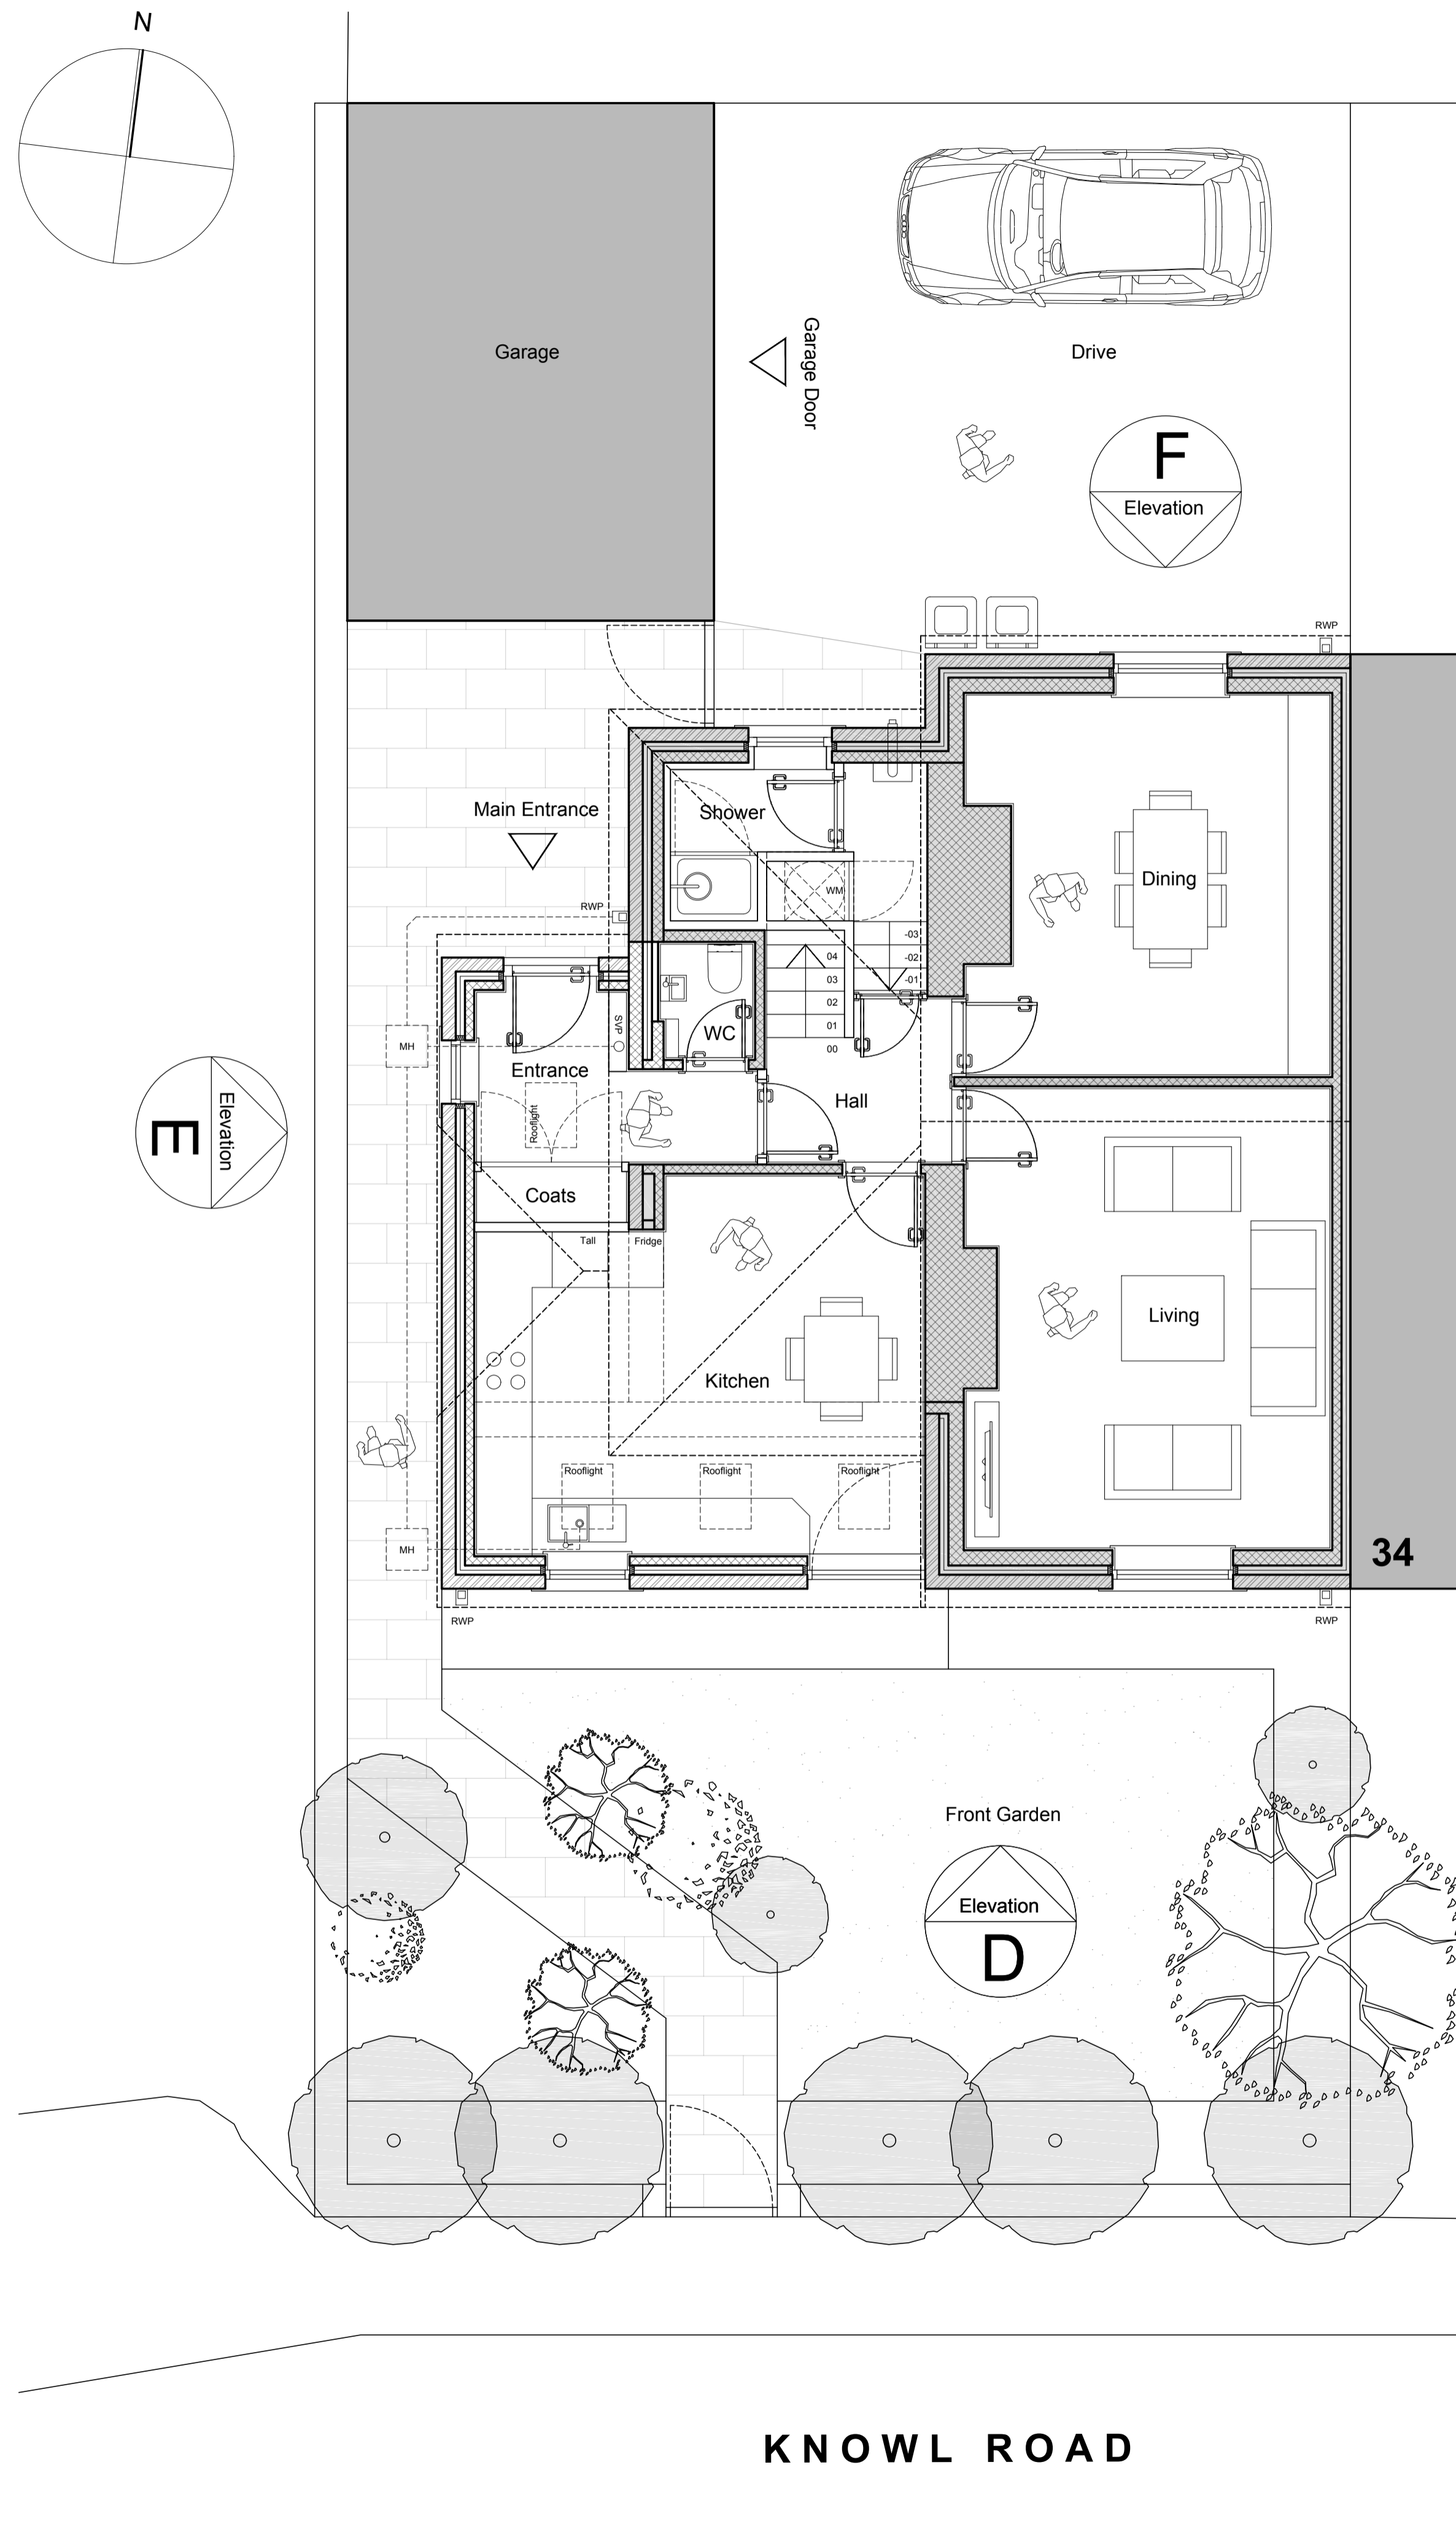 N
Garage
Garage Door
Drive
F
Elevation
RWP
Main Entrance
Shower
WM
Dining
RWP
-03
-02
-01
04
03
02
01
00
SVP
WC
MH
Entrance
Rooflight
Hall
E
Elevation
Coats
Tall
Fridge
Living
Kitchen
Rooflight
Rooflight
Rooflight
MH
34
RWP
RWP
Front Garden
Elevation
D
KNOWL ROAD